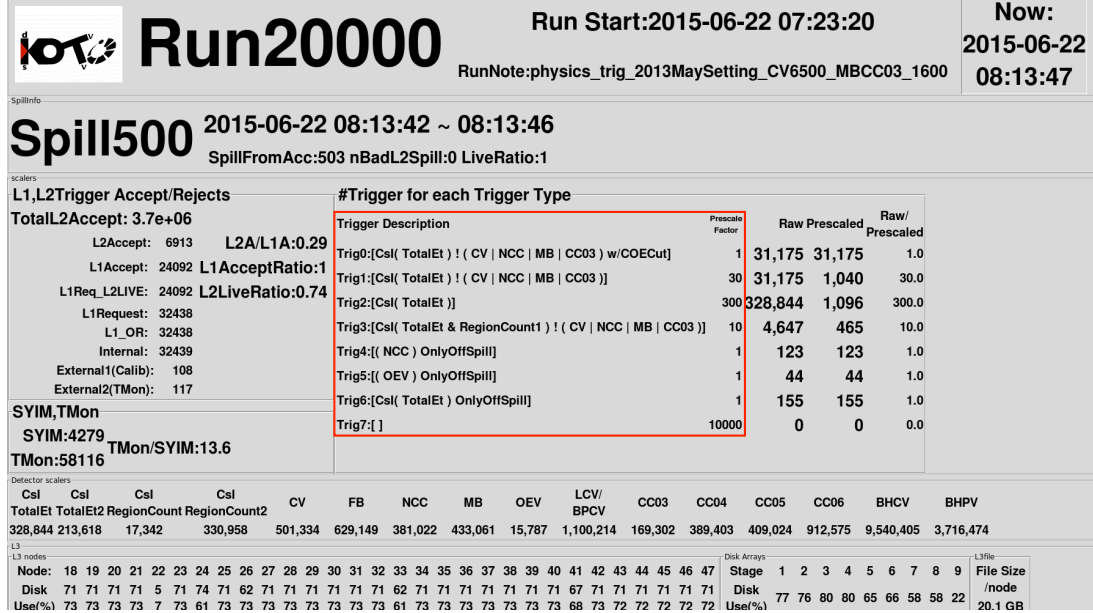 KOTO
Run20000
Run Start:2015-06-22 07:23:20
RunNote:physics_trig_2013MaySetting_CV6500_MBCC03_1600
Now:
2015-06-22
08:13:47
SpillInfo
Spill500
2015-06-22 08:13:42 ~ 08:13:46
SpillFromAcc:503 nBadL2Spill:0 LiveRatio:1
scalers
L1,L2Trigger Accept/Rejects
TotalL2Accept: 3.7e+06
L2Accept: 6913 L2A/L1A:0.29
L1Accept: 24092 L1AcceptRatio:1
L1Req_L2LIVE: 24092 L2LiveRatio:0.74
L1Request: 32438
L1_OR: 32438
Internal: 32439
External1(Calib): 108
External2(TMon): 117
SYIM,TMon
SYIM:4279
TMon:58116
TMon/SYIM:13.6
#Trigger for each Trigger Type
Trigger Description Prescale Factor Raw Prescaled Raw/ Prescaled
Trig0:[CsI( TotalEt ) ! ( CV | NCC | MB | CC03 ) w/COECut] 1 31,175 31,175 1.0
Trig1:[CsI( TotalEt ) ! ( CV | NCC | MB | CC03 )] 30 31,175 1,040 30.0
Trig2:[CsI( TotalEt )] 300 328,844 1,096 300.0
Trig3:[CsI( TotalEt & RegionCount1 ) ! ( CV | NCC | MB | CC03 )] 10 4,647 465 10.0
Trig4:[( NCC ) OnlyOffSpill] 1 123 123 1.0
Trig5:[( OEV ) OnlyOffSpill] 1 44 44 1.0
Trig6:[CsI( TotalEt ) OnlyOffSpill] 1 155 155 1.0
Trig7:[ ] 10000 0 0 0.0
Detector scalers
CsI TotalEt CsI TotalEt2 CsI RegionCount CsI RegionCount2 CV FB NCC MB OEV LCV/ BPCV CC03 CC04 CC05 CC06 BHCV BHPV
328,844 213,618 17,342 330,958 501,334 629,149 381,022 433,061 15,787 1,100,214 169,302 389,403 409,024 912,575 9,540,405 3,716,474
L3
L3 nodes
Node: 18 19 20 21 22 23 24 25 26 27 28 29 30 31 32 33 34 35 36 37 38 39 40 41 42 43 44 45 46 47
Disk 71 71 71 71 5 71 74 71 62 71 71 71 71 71 71 62 71 71 71 71 71 71 71 67 71 71 71 71 71 71
Use(%) 73 73 73 73 7 73 61 73 73 73 73 73 73 73 73 61 73 73 73 73 73 73 73 68 73 72 72 72 72 72
Disk Arrays
Stage 1 2 3 4 5 6 7 8 9
Disk Use(%) 77 76 80 80 65 66 58 58 22
L3file
File Size
/node
20.1 GB